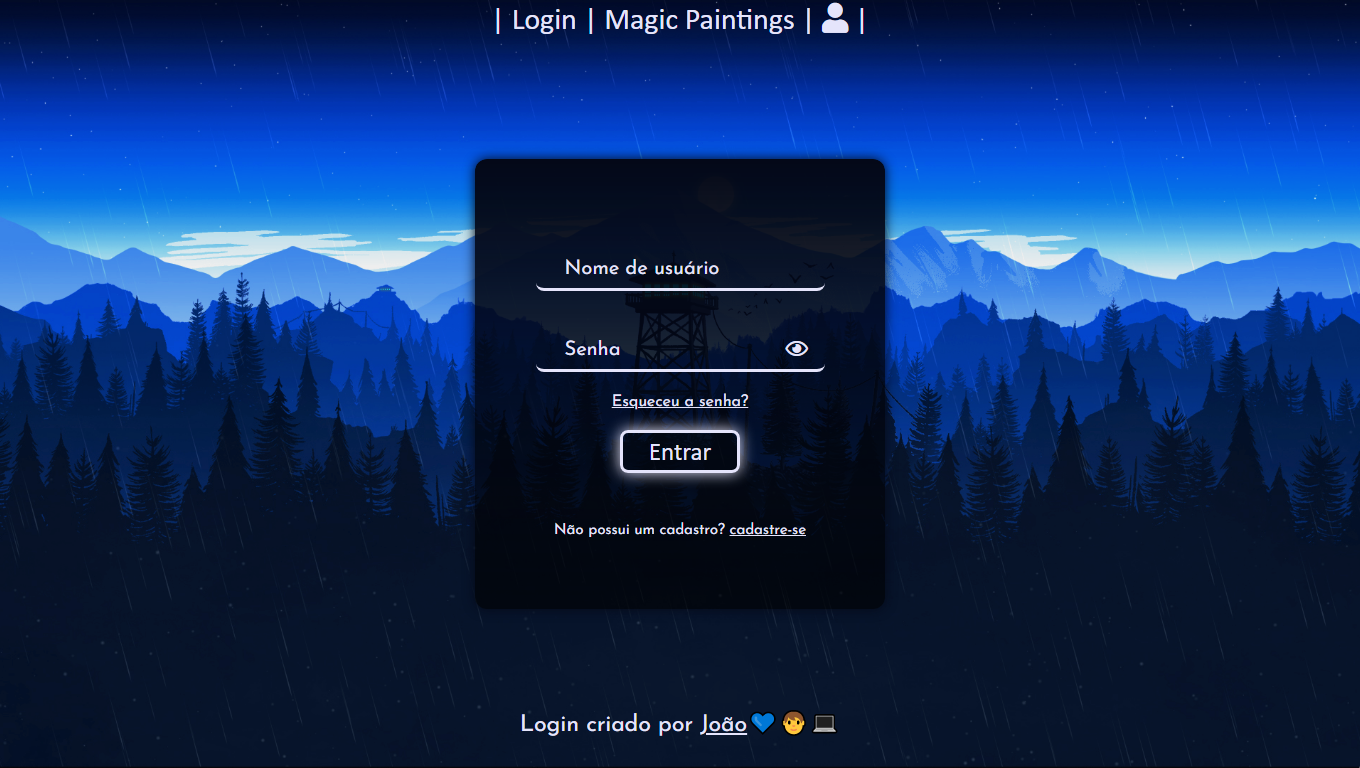 | Login | Magic Paintings | |
Nome de usuário
Senha
Esqueceu a senha?
Entrar
Não possui um cadastro? cadastre-se
Login criado por João💙👨💻